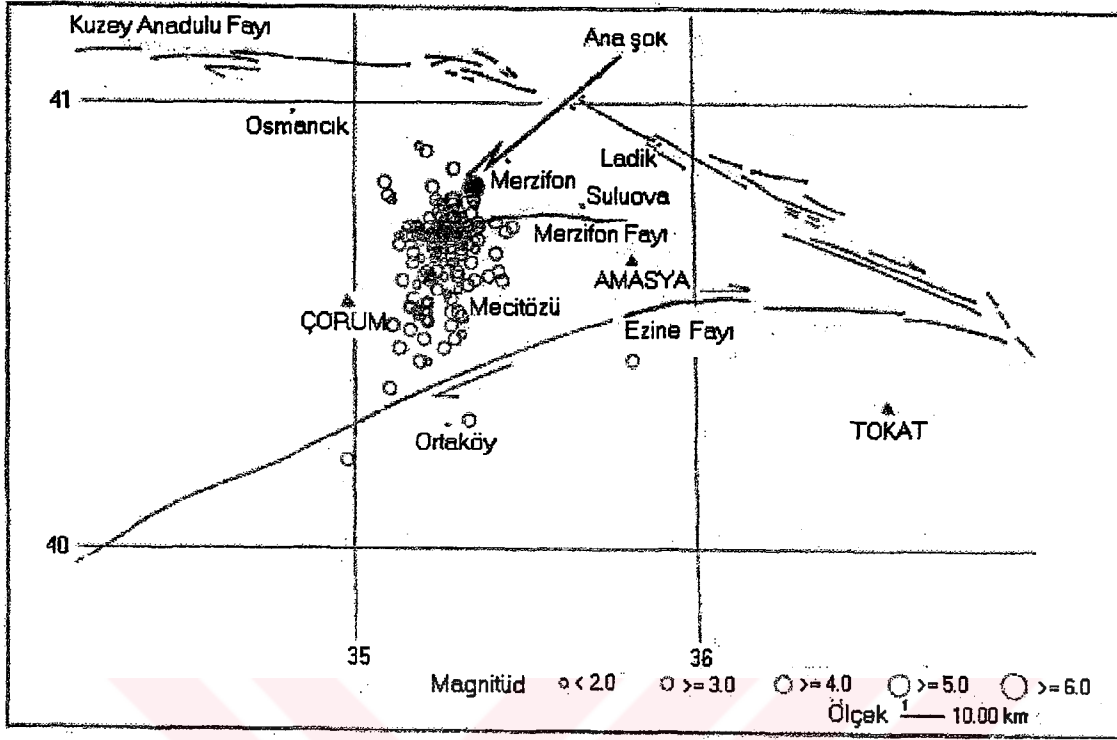 Kuzey Anadulu Fayı
Ana şok
41
Osmancık
Ladik
Merzifon
Suluova
Merzifon Fayı
AMASYA
ÇORUM
Mecitözü
Ezine Fayı
TOKAT
Ortaköy
40
35
36
Magnitüd < 2.0 >= 3.0 >= 4.0 >= 5.0 >= 6.0
Ölçek 10.00 km